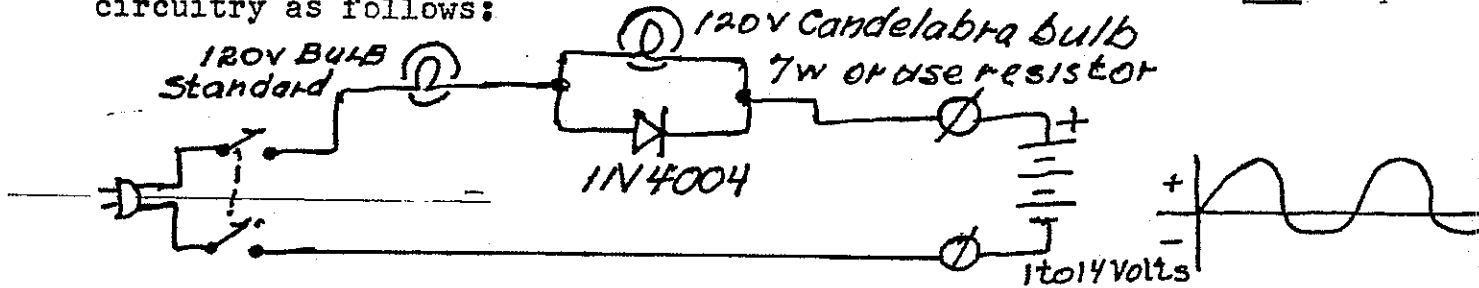 circuitry as follows:
120v BULB
Standard
120v Candelabra bulb
7w or use resistor
1N4004
+
1 to 14 Volts
+
-